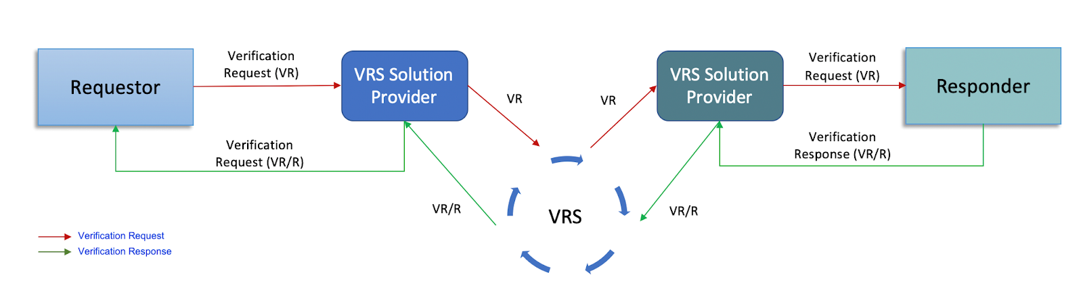 Verification
Request (VR)
Requestor
VRS Solution
Provider
VR
VR
VRS Solution
Provider
Verification
Request (VR)
Responder
Verification
Request (VR/R)
Verification
Response (VR/R)
VR/R
VRS
VR/R
Verification Request
Verification Response